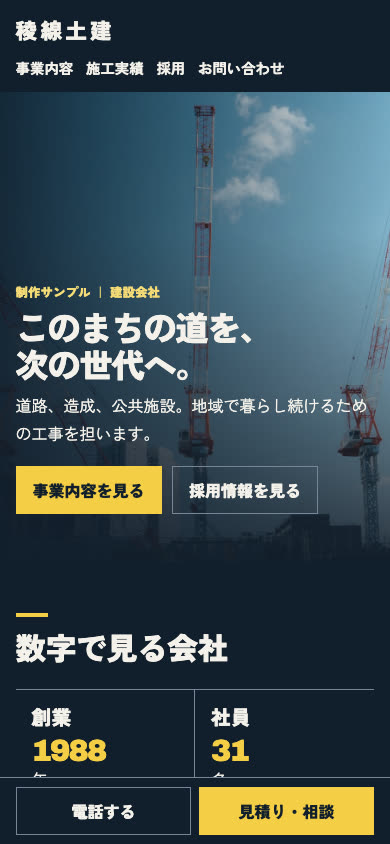 稜線土建
事業内容 施工実績 採用 お問い合わせ
制作サンプル ｜ 建設会社
このまちの道を、
次の世代へ。
道路、造成、公共施設。地域で暮らし続けるため
の工事を担います。
事業内容を見る 採用情報を見る
数字で見る会社
創業 社員
1988 31
電話する 見積り・相談